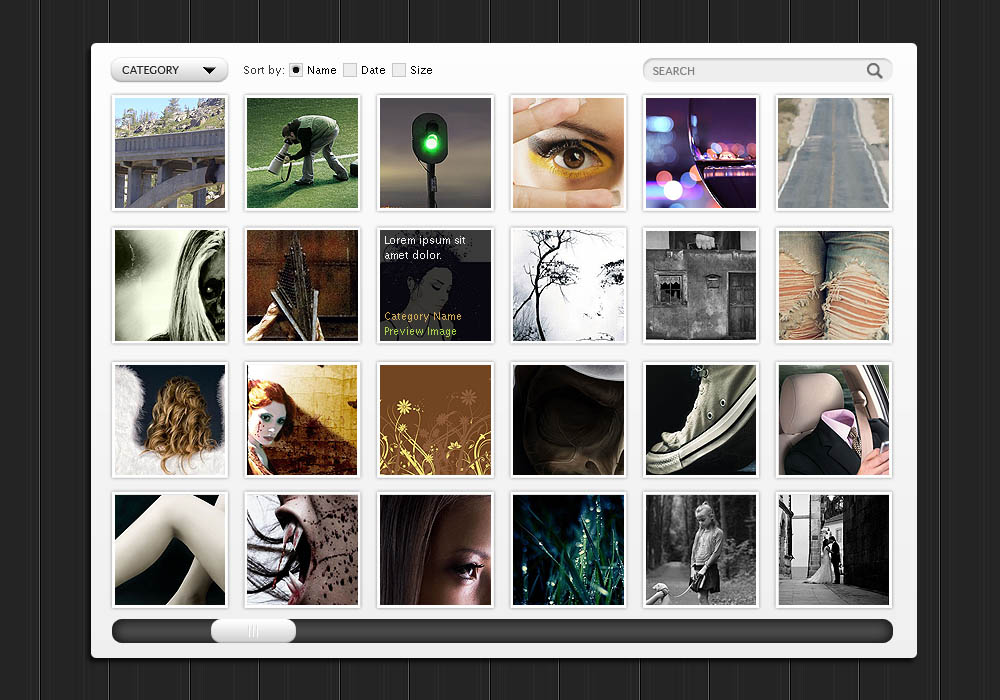 CATEGORY
Sort by: Name Date Size
SEARCH
Lorem ipsum sit
amet dolor.
Category Name
Preview Image